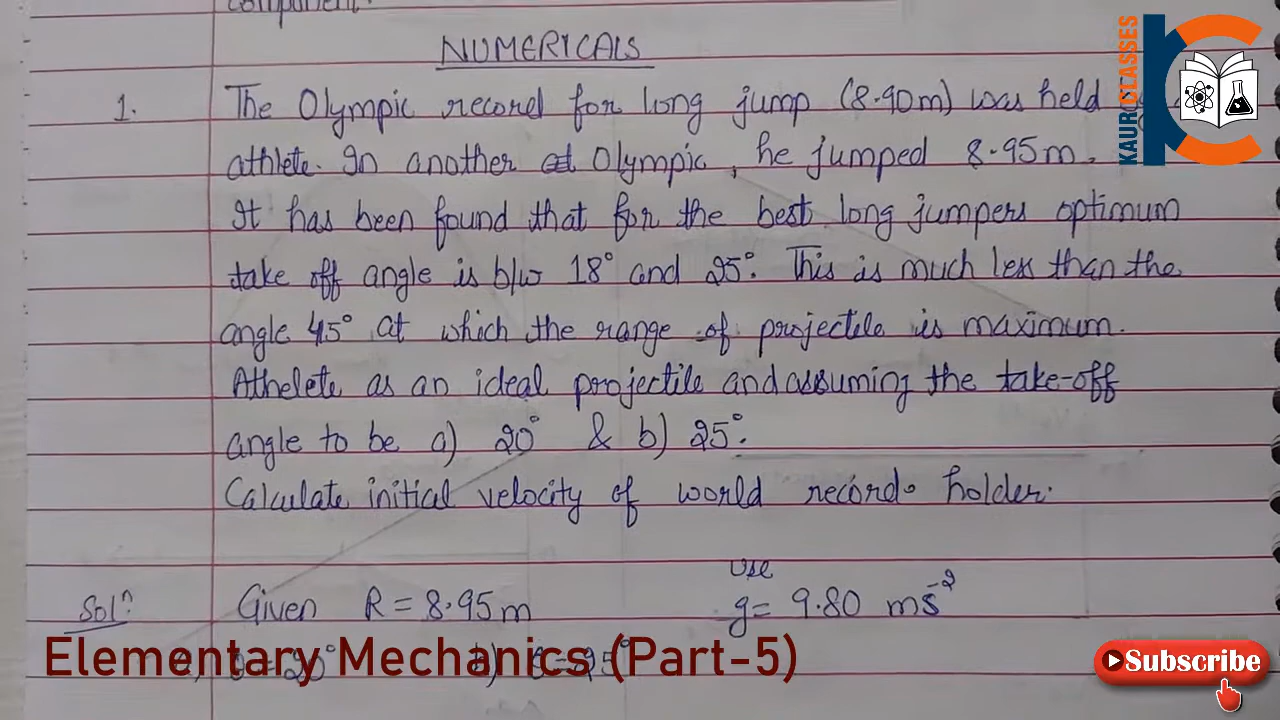 component.
NUMERICALS
1. The Olympic record for long jump (8.90m) was held
athlete. In another Olympic, he jumped 8.95m.
It has been found that for the best long jumpers optimum
take off angle is b/w 18° and 25°. This is much less than the
angle 45° at which the range of projectile is maximum.
Athelete as an ideal projectile and assuming the take-off
angle to be a) 20° & b) 25°.
Calculate initial velocity of world record holder.
Use
Solⁿ. Given R = 8.95m g = 9.80 ms⁻²
Elementary Mechanics (Part-5)
KAUR CLASSES
Subscribe